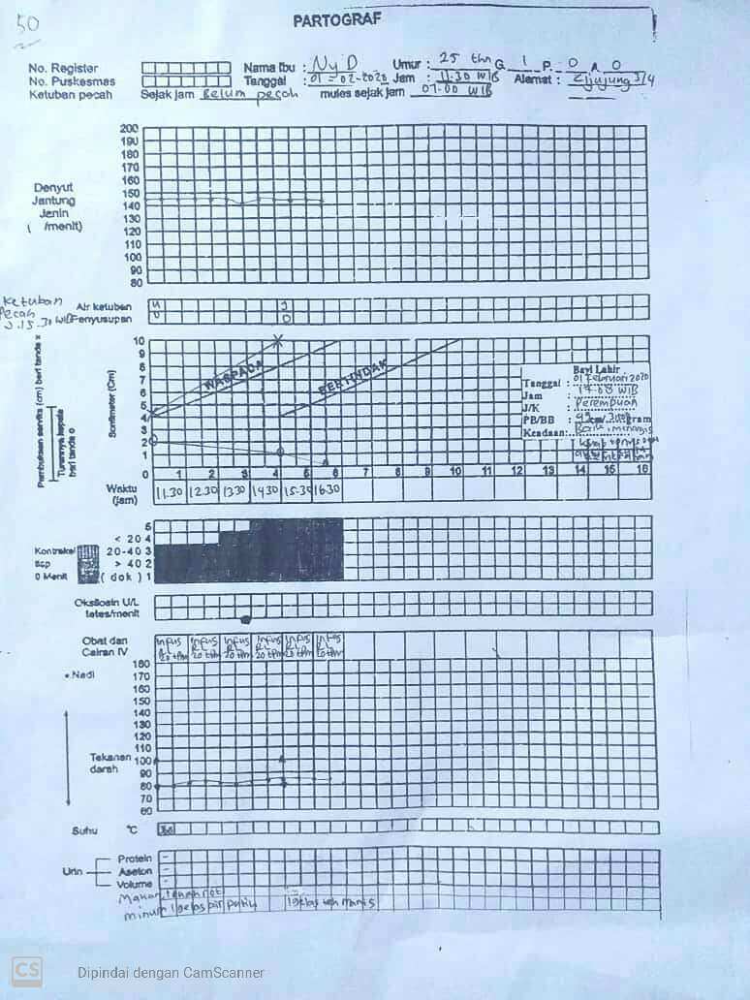 50
PARTOGRAF
No. Register Nama Ibu : Ny D Umur : 25 thn G. 1 P. 0 A 0
No. Puskesmas Tanggal : 01-02-2020 Jam : 11.30 WIB Alamat : Cijujung 3/4
Ketuban pecah Sejak jam Belum pecah mules sejak jam 07.00 WIB
200
190
180
170
160
Denyut 150
Jantung 140
Jenin 130
( /menit) 120
110
100
90
80
Ketuban
Pecah
J. 15.30 WIB
Air ketuban U J
Penyusupan 0 0
Pembukaan serviks (cm) beri tanda x
Turunnya kepala
beri tanda o
Sentimeter (Cm)
10
9
8
7
6
5
4
3
2
1
0
WASPADA
BERTINDAK
Bayi Lahir
Tanggal : 01 Februari 2020
Jam : 17.08 WIB
J/K : Perempuan
PB/BB : gram
Keadaan: Baik, menangis
1 2 3 4 5 6 7 8 9 10 11 12 13 14 15 16
Waktu
(jam)
11.30 12.30 13.30 14.30 15.30 16.30
5
< 20 4
Kontraksi 20-40 3
tiap > 40 2
0 Menit ( dok ) 1
Oksitosin U/L
tetes/menit
Obat dan
Cairan IV
Infus RL 20 tpm Infus RL 20 tpm Infus RL 20 tpm Infus RL 20 tpm Infus RL 20 tpm Infus RL 20 tpm
180
• Nadi 170
160
150
140
130
120
110
Tekanan 100
darah 90
80
70
60
Suhu °C
Urin
Protein -
Aseton -
Volume -
Makan
minum 1 gelas air putih 1 gelas teh manis
CS
Dipindai dengan CamScanner